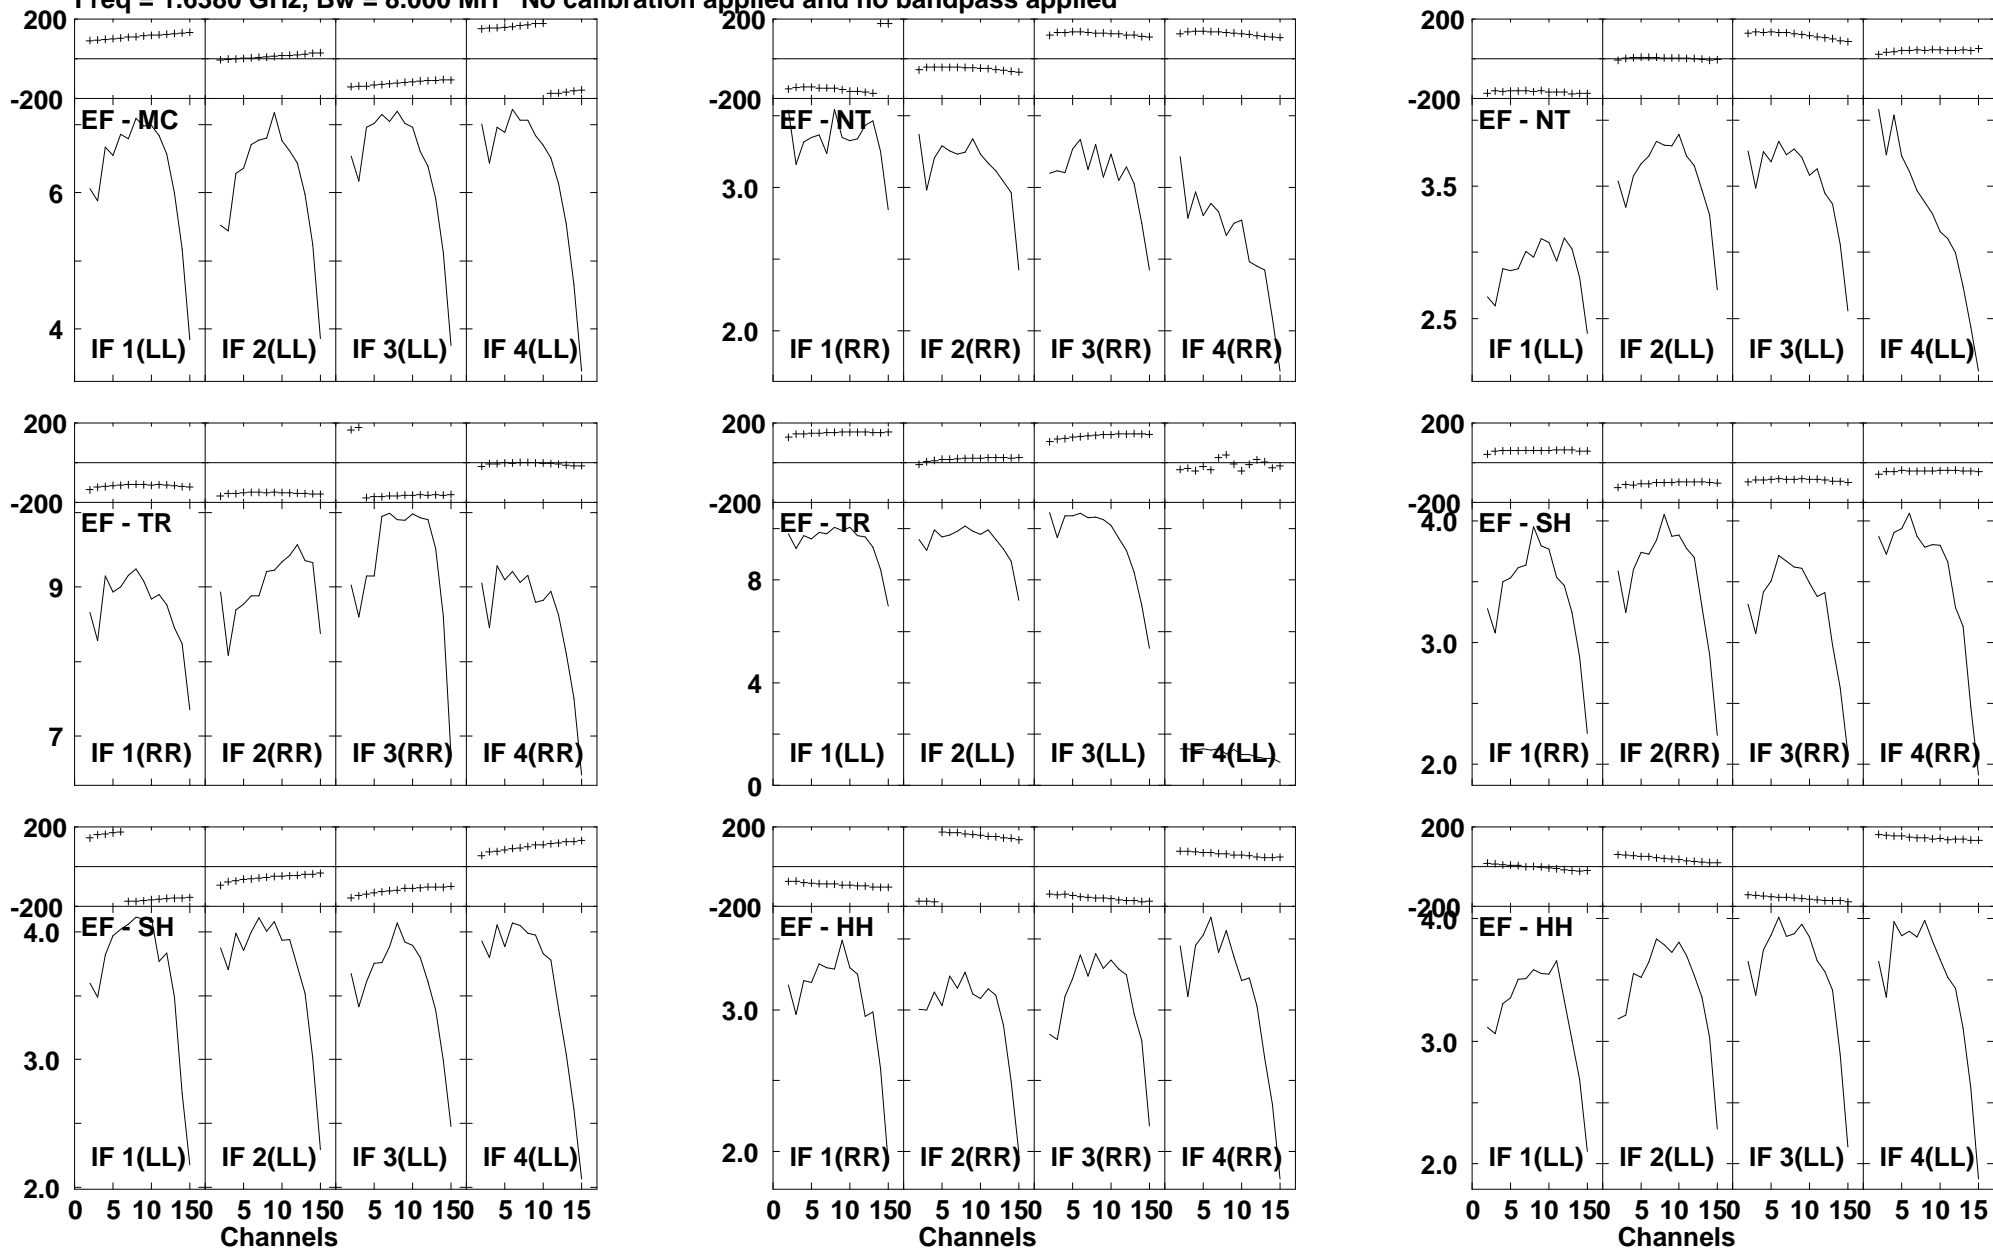 Freq = 1.6380 GHz, Bw = 8.000 MH No calibration applied and no bandpass applied
200 200 200
-200 -200 -200
EF - MC EF - NT EF - NT
6 3.0 3.5
4 2.0 2.5
IF 1(LL) IF 2(LL) IF 3(LL) IF 4(LL) IF 1(RR) IF 2(RR) IF 3(RR) IF 4(RR) IF 1(LL) IF 2(LL) IF 3(LL) IF 4(LL)
200 200 200
-200 -200 -200
EF - TR EF - TR EF - SH
4.0
9 8 3.0
7 4 2.0
0
IF 1(RR) IF 2(RR) IF 3(RR) IF 4(RR) IF 1(LL) IF 2(LL) IF 3(LL) IF 4(LL) IF 1(RR) IF 2(RR) IF 3(RR) IF 4(RR)
200 200 200
-200 -200 -200
EF - SH EF - HH EF - HH
4.0 3.0 4.0
3.0 2.0 3.0
2.0 2.0
IF 1(LL) IF 2(LL) IF 3(LL) IF 4(LL) IF 1(RR) IF 2(RR) IF 3(RR) IF 4(RR) IF 1(LL) IF 2(LL) IF 3(LL) IF 4(LL)
0 5 10 150 5 10 150 5 10 150 5 10 15 0 5 10 150 5 10 150 5 10 150 5 10 15 0 5 10 150 5 10 150 5 10 150 5 10 15
Channels Channels Channels